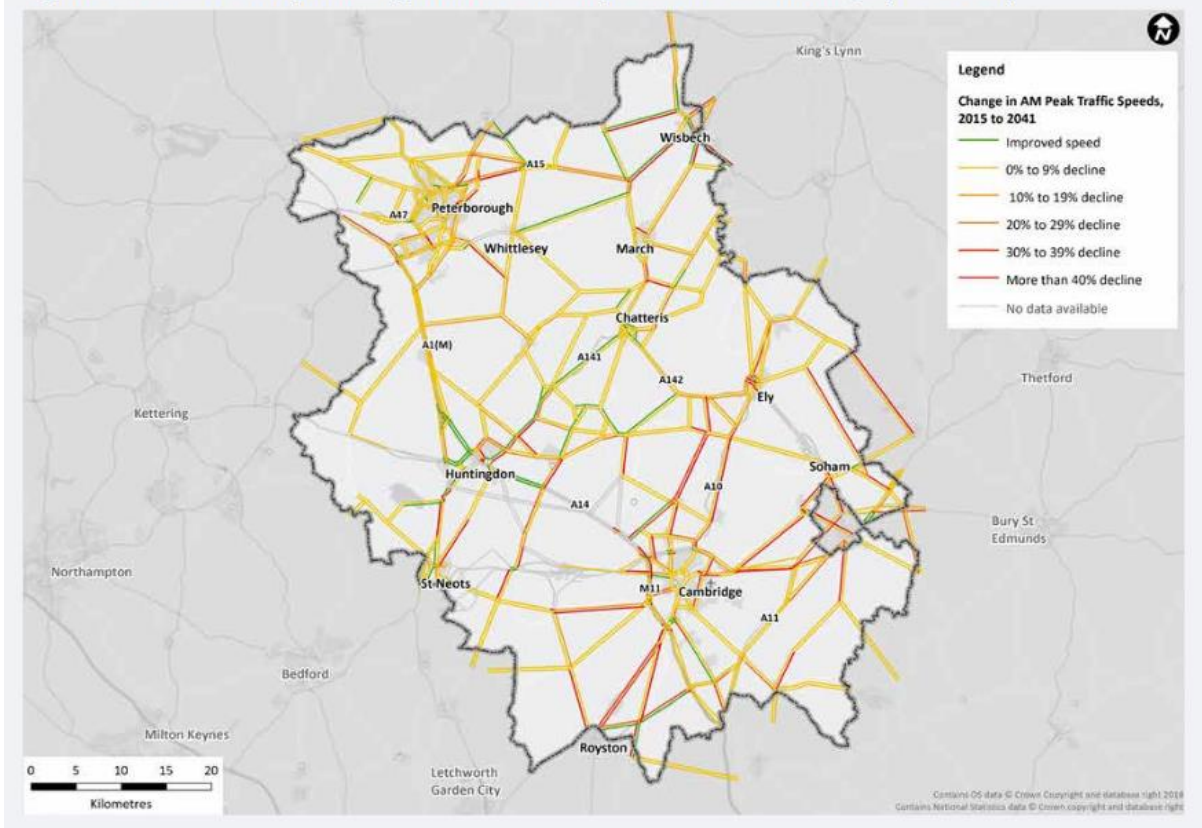 N
King's Lynn
Legend
Change in AM Peak Traffic Speeds,
2015 to 2041
Improved speed
0% to 9% decline
10% to 19% decline
20% to 29% decline
30% to 39% decline
More than 40% decline
No data available
Wisbech
A15
A47
Peterborough
Whittlesey
March
Chatteris
A1(M)
A141
A142
Ely
Thetford
Kettering
Soham
Huntingdon
A10
A14
Bury St
Edmunds
Northampton
St Neots
M11
Cambridge
A11
Bedford
Milton Keynes
Royston
Letchworth
Garden City
0 5 10 15 20
Kilometres
Contains OS data © Crown Copyright and database right 2018
Contains National Statistics data © Crown copyright and database right